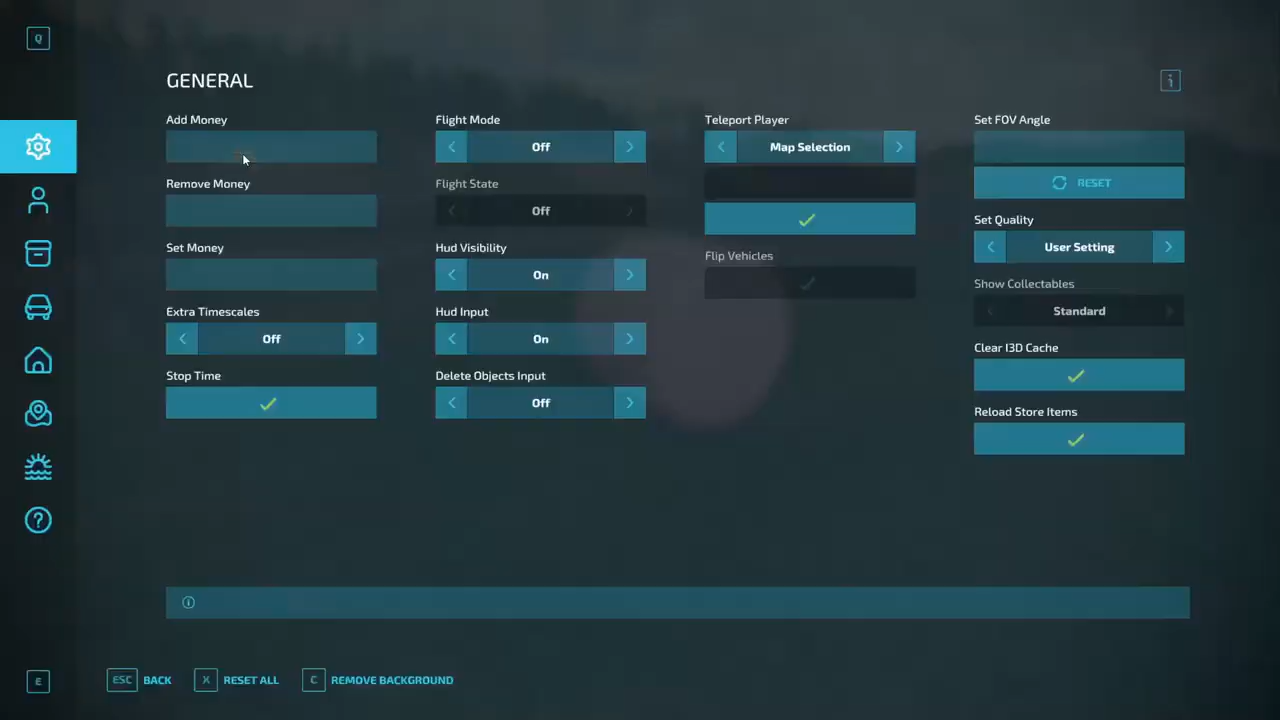 Q
GENERAL
Add Money
Remove Money
Set Money
Extra Timescales
Off
Stop Time
Flight Mode
Off
Flight State
Off
Hud Visibility
On
Hud Input
On
Delete Objects Input
Off
Teleport Player
Map Selection
Flip Vehicles
Set FOV Angle
RESET
Set Quality
User Setting
Show Collectables
Standard
Clear I3D Cache
Reload Store Items
E
ESC BACK
X RESET ALL
C REMOVE BACKGROUND